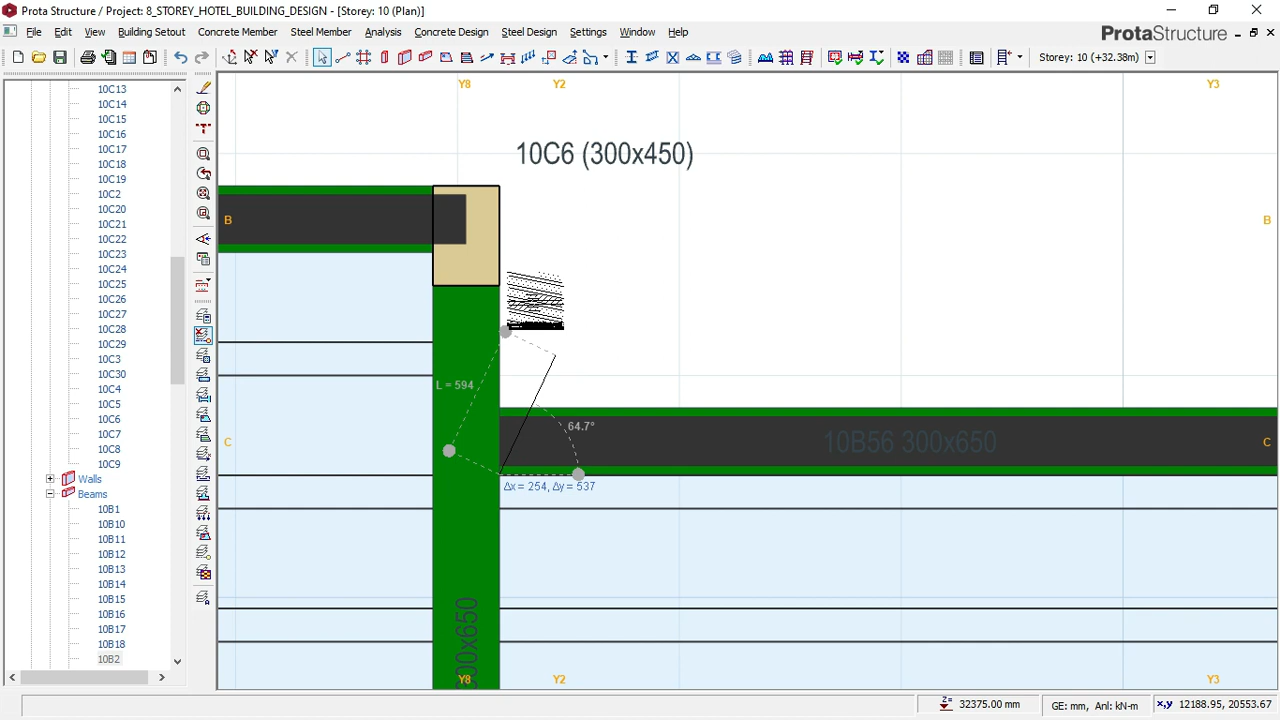 Prota Structure / Project: 8_STOREY_HOTEL_BUILDING_DESIGN - [Storey: 10 (Plan)]
File Edit View Building Setout Concrete Member Steel Member Analysis Concrete Design Steel Design Settings Window Help
ProtaStructure
Storey: 10 (+32.38m)
10C13
10C14
10C15
10C16
10C17
10C18
10C19
10C2
10C20
10C21
10C22
10C23
10C24
10C25
10C26
10C27
10C28
10C29
10C3
10C30
10C4
10C5
10C6
10C7
10C8
10C9
Walls
Beams
10B1
10B10
10B11
10B12
10B13
10B14
10B15
10B16
10B17
10B18
10B2
Y8 Y2 Y3
10C6 (300x450)
B B
L = 594
64.7°
C 10B56 300x650 C
Δx = 254, Δy = 537
300x650
Y8 Y2 Y3
Z= 32375.00 mm
GE: mm, Anl: kN-m
x,y 12188.95, 20553.67